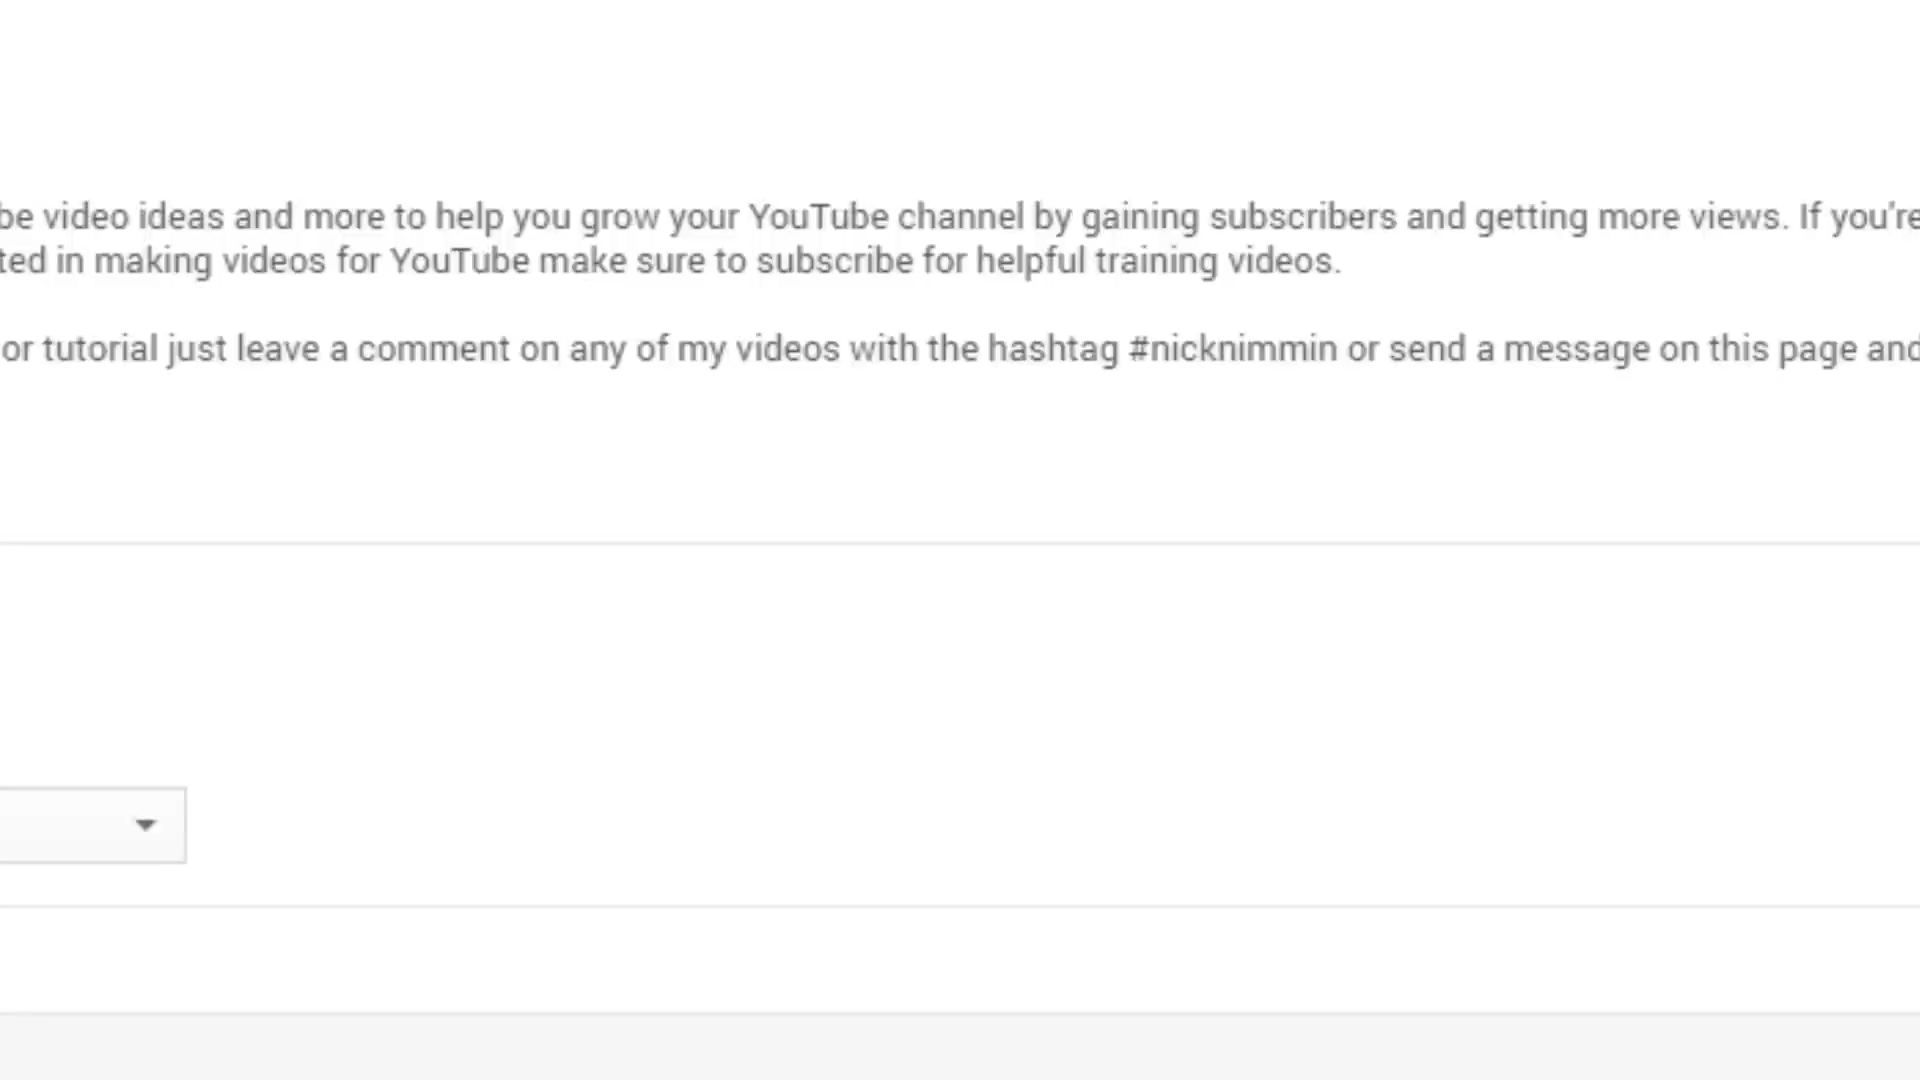 be video ideas and more to help you grow your YouTube channel by gaining subscribers and getting more views. If you're
ted in making videos for YouTube make sure to subscribe for helpful training videos.
or tutorial just leave a comment on any of my videos with the hashtag #nicknimmin or send a message on this page and